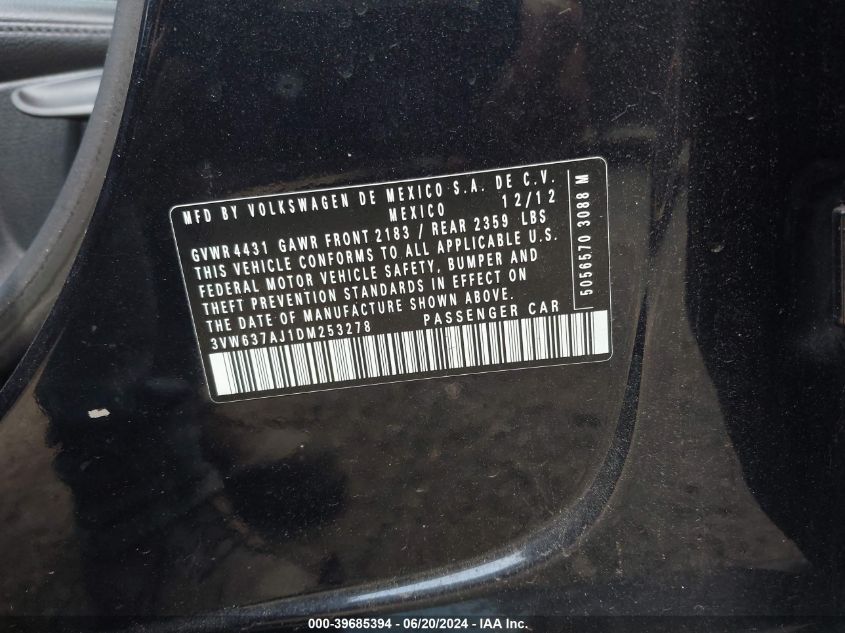 MFD BY VOLKSWAGEN DE MEXICO S.A. DE C.V.
MEXICO 12/12
GVWR4431 GAWR FRONT 2183 / REAR 2359 LBS
THIS VEHICLE CONFORMS TO ALL APPLICABLE U.S.
FEDERAL MOTOR VEHICLE SAFETY, BUMPER AND
THEFT PREVENTION STANDARDS IN EFFECT ON
THE DATE OF MANUFACTURE SHOWN ABOVE.
3VW637AJ1DM253278 PASSENGER CAR
5056570 3088 M
000-39685394 - 06/20/2024 - IAA Inc.